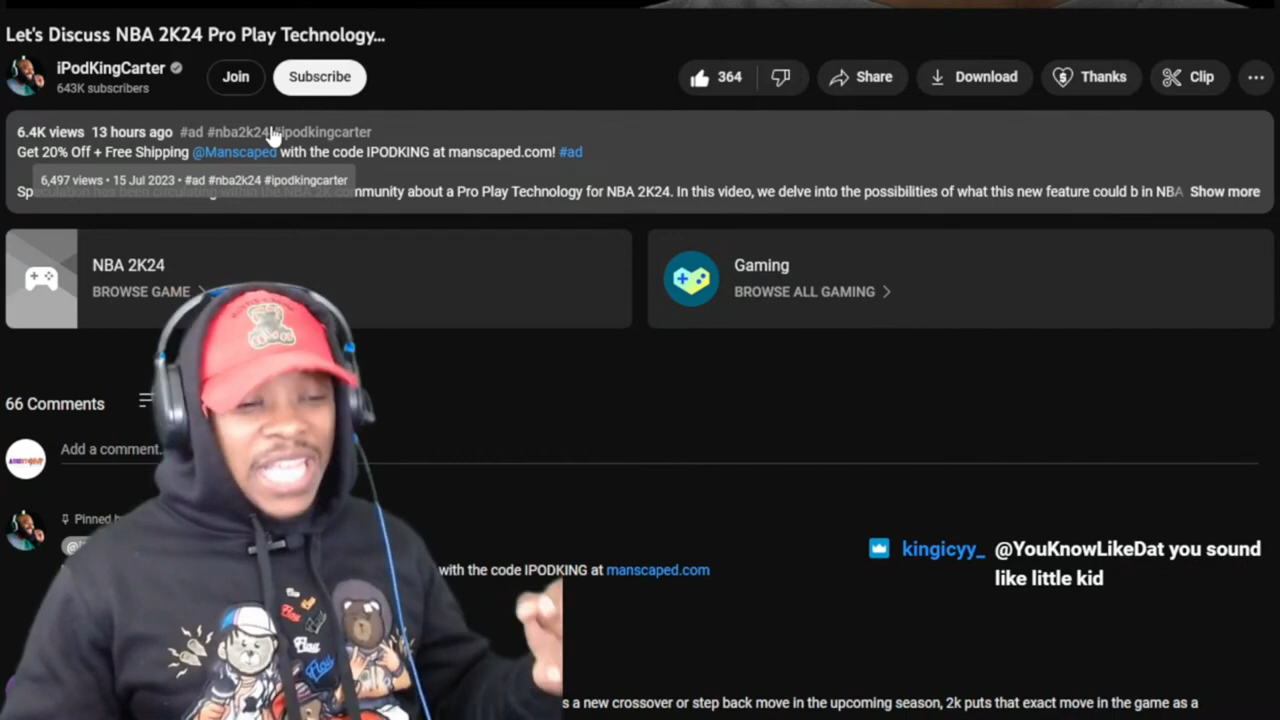 Let's Discuss NBA 2K24 Pro Play Technology...
iPodKingCarter
643K subscribers
Join
Subscribe
364
Share
Download
Thanks
Clip
6.4K views 13 hours ago #ad #nba2k24 #ipodkingcarter
Get 20% Off + Free Shipping @Manscaped with the code IPODKING at manscaped.com! #ad
6,497 views • 15 Jul 2023 • #ad #nba2k24 #ipodkingcarter
community about a Pro Play Technology for NBA 2K24. In this video, we delve into the possibilities of what this new feature could b in NBA Show more
NBA 2K24
BROWSE GAME
Gaming
BROWSE ALL GAMING
66 Comments
Add a comment.
Pinned
with the code IPODKING at manscaped.com
kingicyy_ @YouKnowLikeDat you sound
like little kid
s a new crossover or step back move in the upcoming season, 2k puts that exact move in the game as a